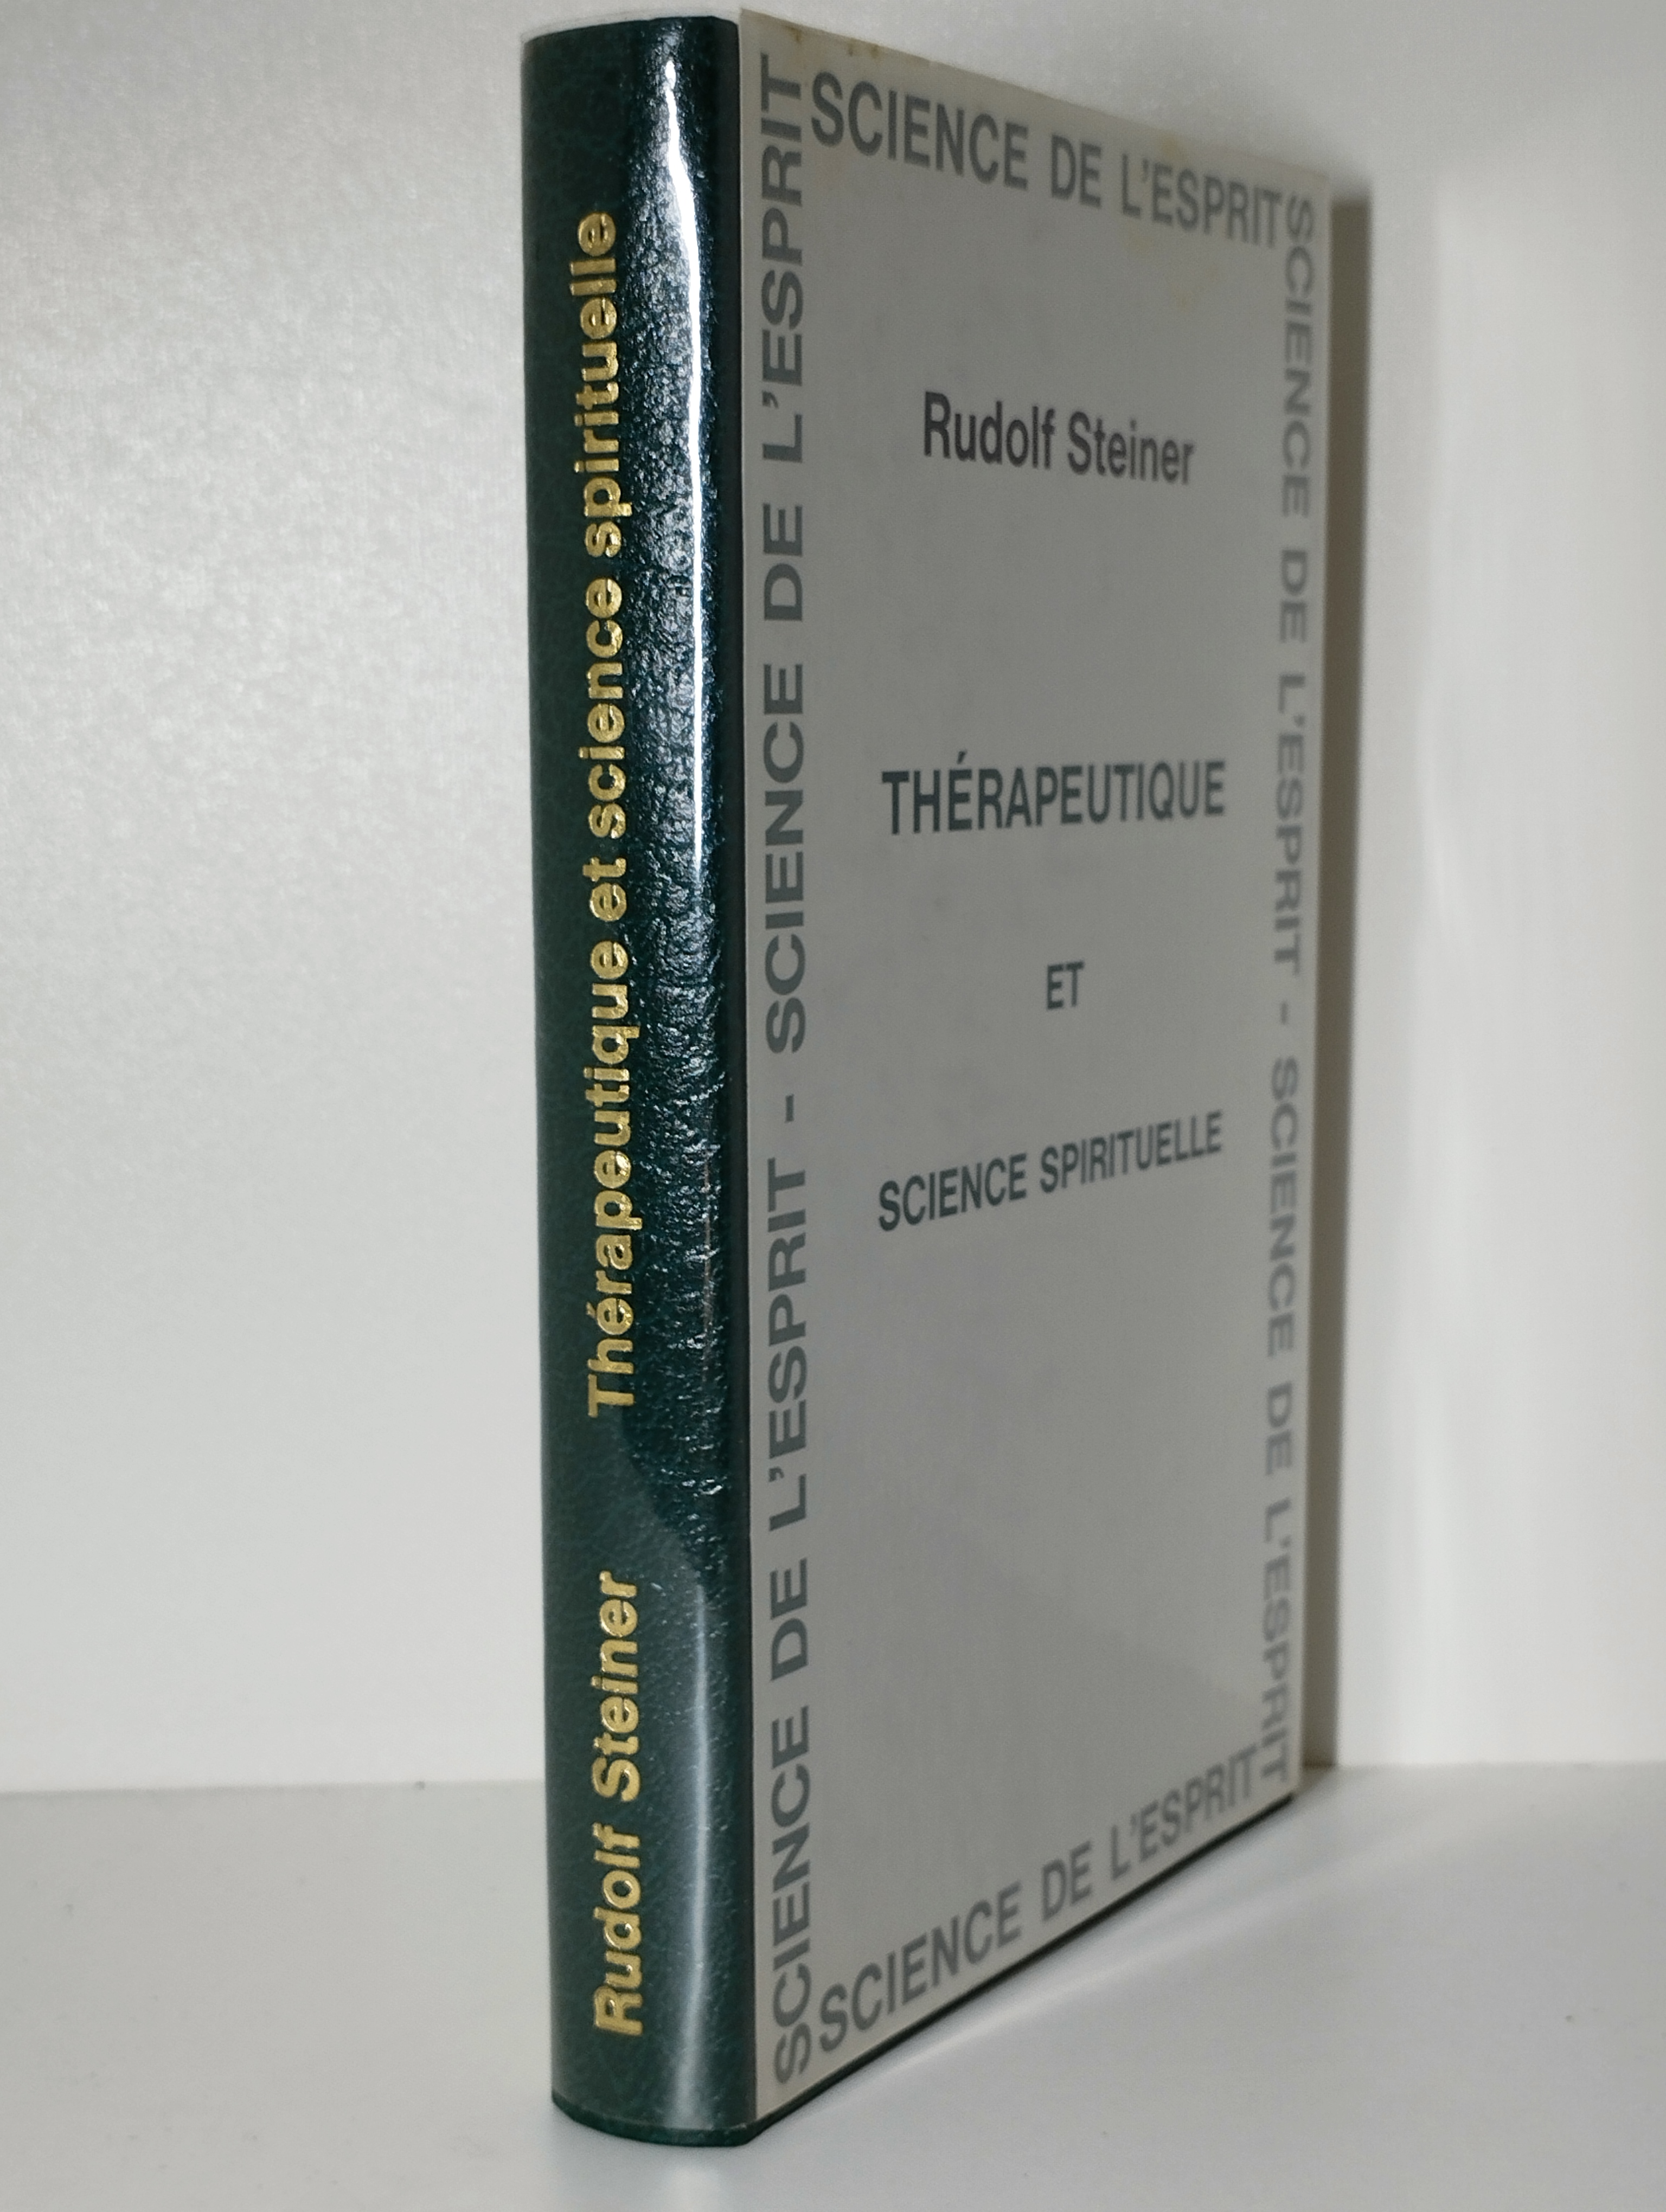 Rudolf Steiner Thérapeutique et science spirituelle
SCIENCE DE L'ESPRIT
SCIENCE DE L'ESPRIT - SCIENCE DE L'ESPRIT
Rudolf Steiner
THÉRAPEUTIQUE
ET
SCIENCE SPIRITUELLE
SCIENCE DE L'ESPRIT - SCIENCE DE L'ESPRIT
SCIENCE DE L'ESPRIT